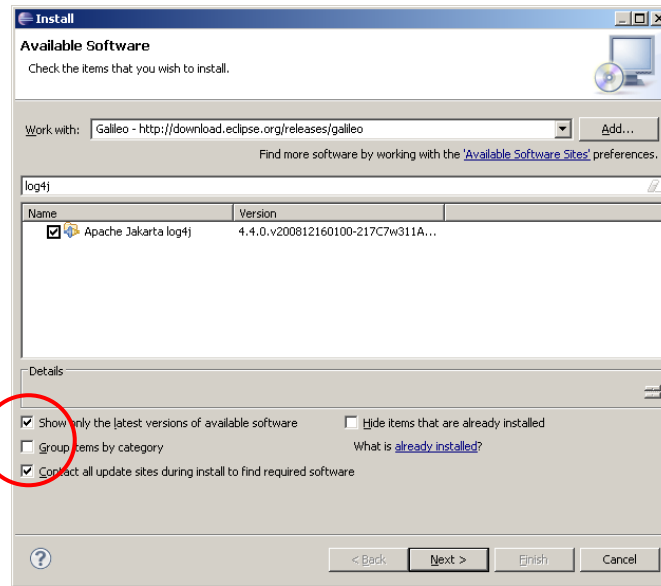 Install
Available Software
Check the items that you wish to install.
Work with: Galileo - http://download.eclipse.org/releases/galileo Add...
Find more software by working with the 'Available Software Sites' preferences.
log4j
Name Version
Apache Jakarta log4j 4.4.0.v200812160100-217C7w311A...
Details
Show only the latest versions of available software Hide items that are already installed
Group items by category What is already installed?
Contact all update sites during install to find required software
? < Back Next > Finish Cancel